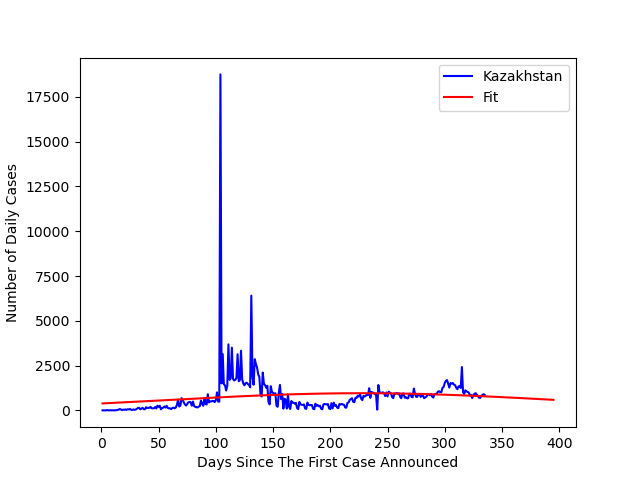 Kazakhstan
Fit
17500
15000
12500
10000
7500
5000
2500
0
Number of Daily Cases
0 50 100 150 200 250 300 350 400
Days Since The First Case Announced